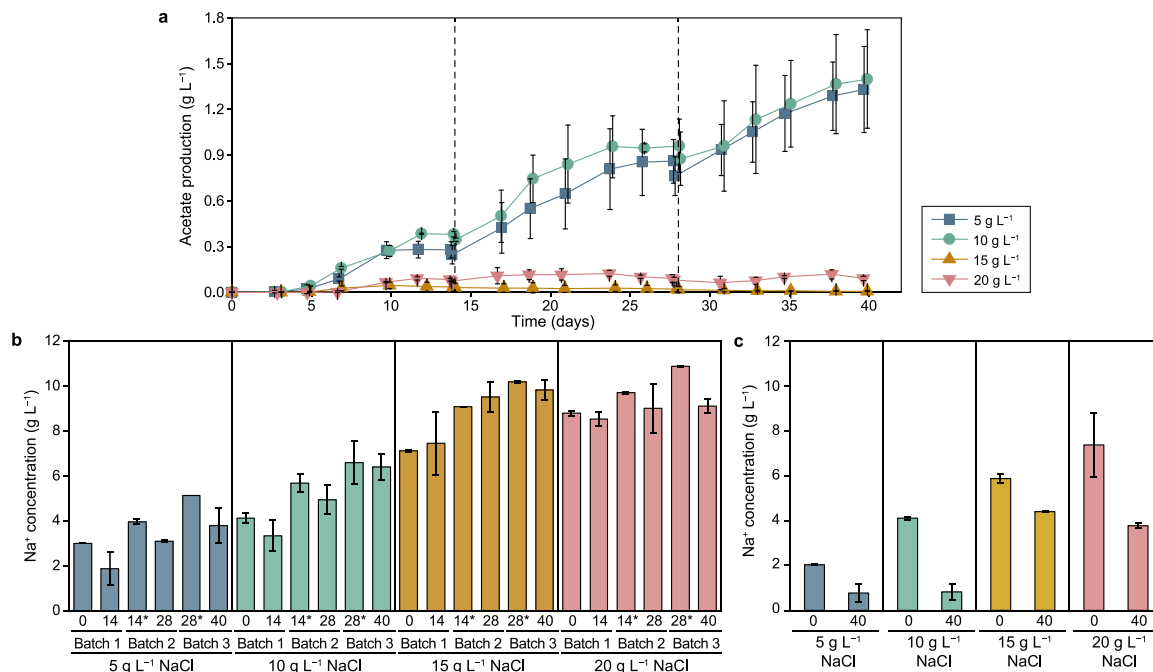 a
1.8
1.5
1.2
0.9
0.6
0.3
0.0
Acetate production (g L⁻¹)
0 5 10 15 20 25 30 35 40
Time (days)
5 g L⁻¹
10 g L⁻¹
15 g L⁻¹
20 g L⁻¹
b
12
10
8
6
4
2
0
Na⁺ concentration (g L⁻¹)
0 14 14* 28 28* 40 0 14 14* 28 28* 40 0 14 14* 28 28* 40 0 14 14* 28 28* 40
Batch 1 Batch 2 Batch 3 Batch 1 Batch 2 Batch 3 Batch 1 Batch 2 Batch 3 Batch 1 Batch 2 Batch 3
5 g L⁻¹ NaCl 10 g L⁻¹ NaCl 15 g L⁻¹ NaCl 20 g L⁻¹ NaCl
c
12
10
8
6
4
2
0
Na⁺ concentration (g L⁻¹)
0 40 0 40 0 40 0 40
5 g L⁻¹ 10 g L⁻¹ 15 g L⁻¹ 20 g L⁻¹
NaCl NaCl NaCl NaCl